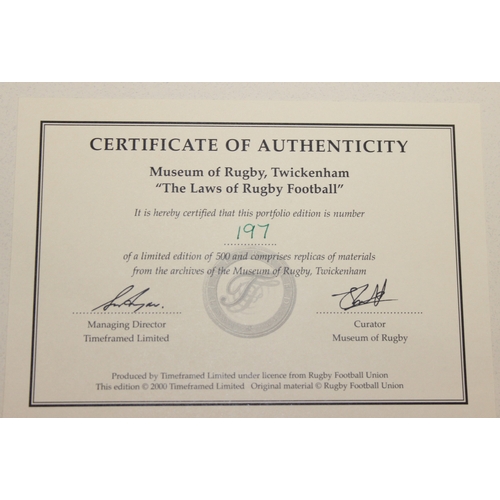 CERTIFICATE OF AUTHENTICITY
Museum of Rugby, Twickenham
"The Laws of Rugby Football"
It is hereby certified that this portfolio edition is number
197
of a limited edition of 500 and comprises replicas of materials
from the archives of the Museum of Rugby, Twickenham
Managing Director
Timeframed Limited
Curator
Museum of Rugby
Produced by Timeframed Limited under licence from Rugby Football Union
This edition © 2000 Timeframed Limited Original material © Rugby Football Union